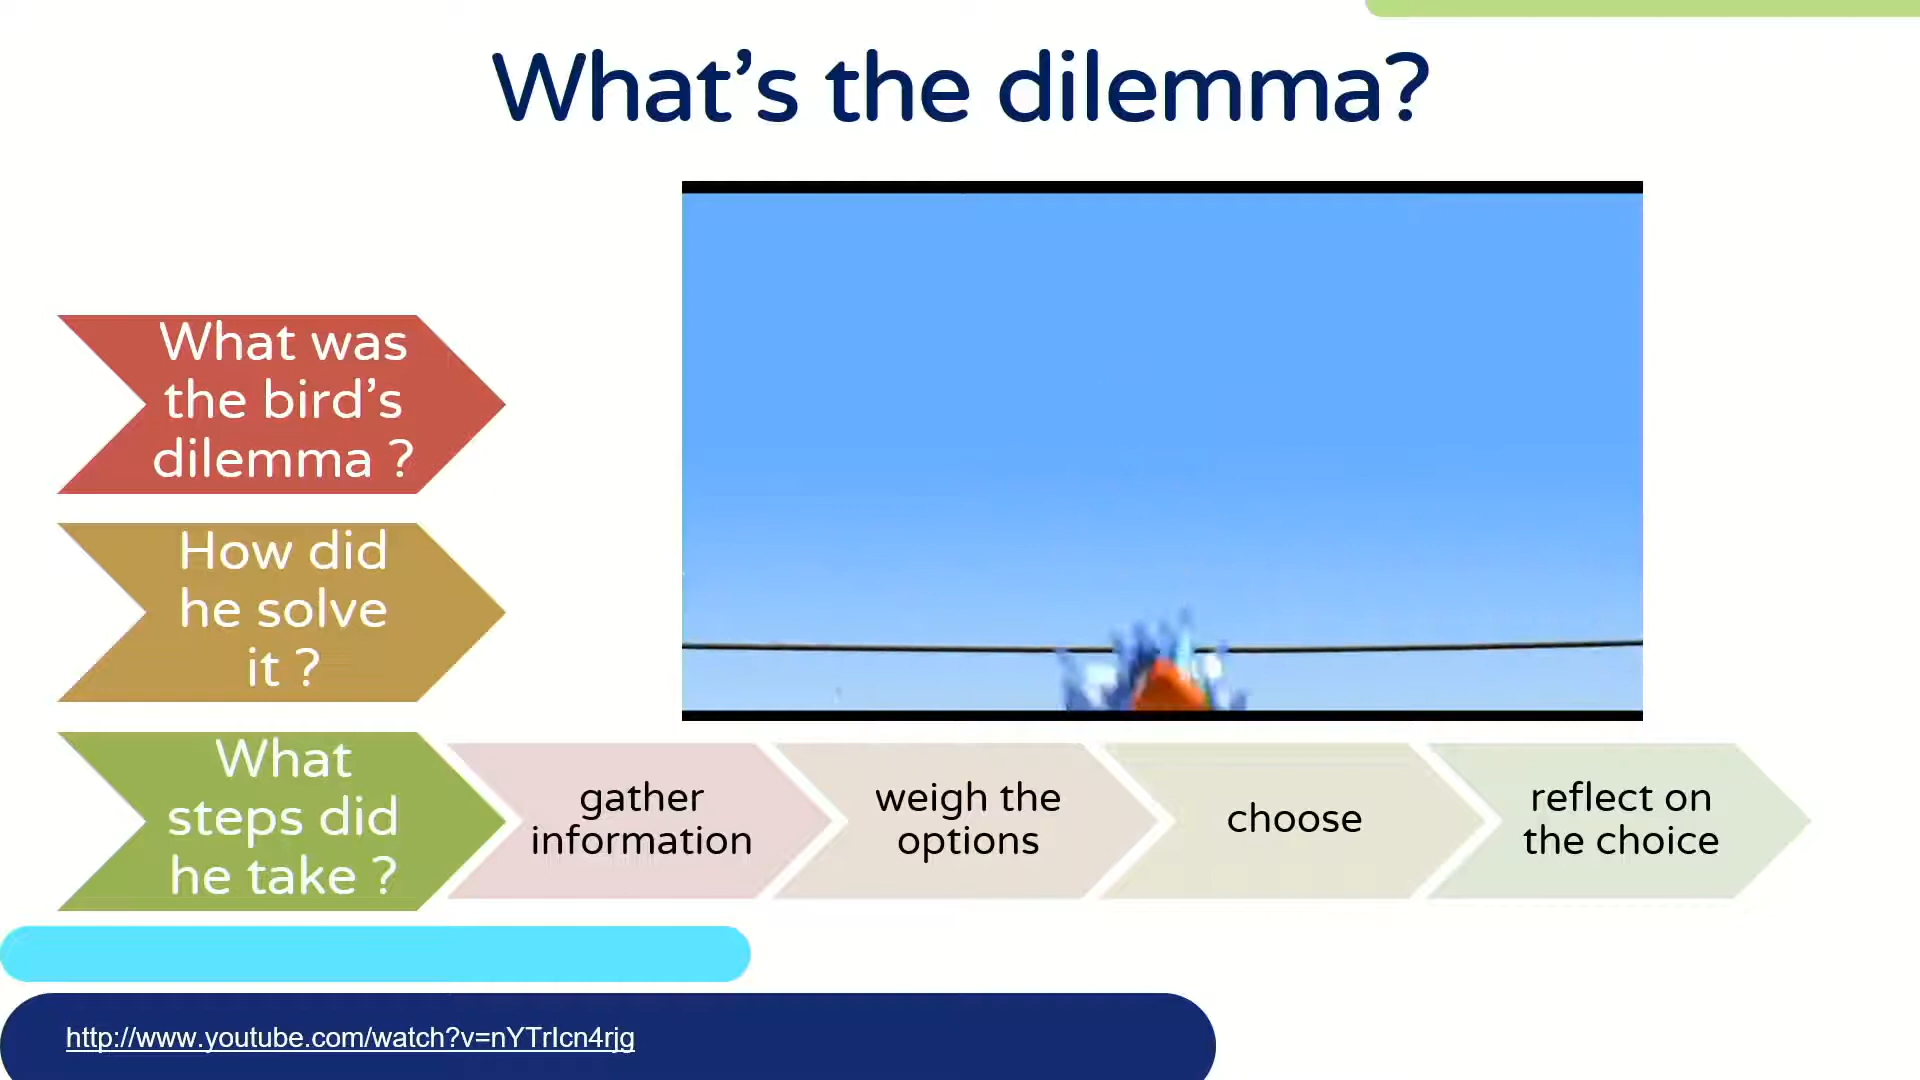 What's the dilemma?
What was
the bird's
dilemma ?
How did
he solve
it ?
What
steps did
he take ?
gather
information
weigh the
options
choose
reflect on
the choice
http://www.youtube.com/watch?v=nYTrIcn4rjg